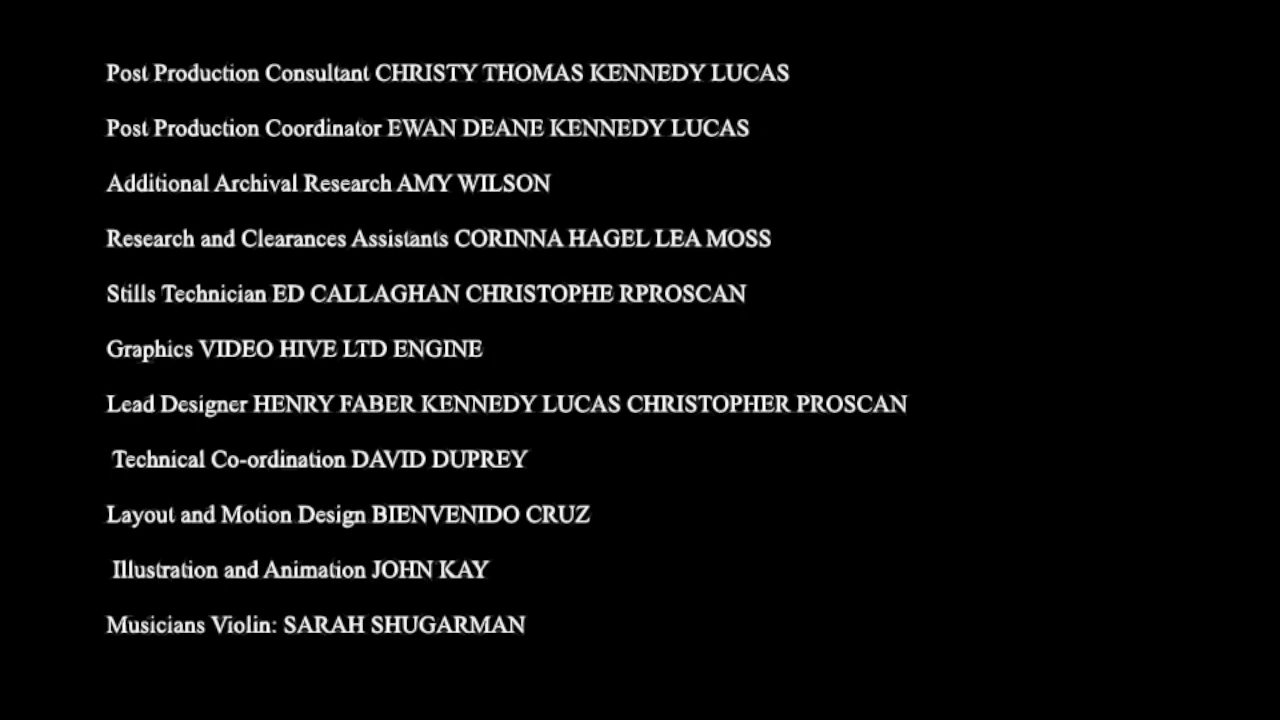 Post Production Consultant CHRISTY THOMAS KENNEDY LUCAS
Post Production Coordinator EWAN DEANE KENNEDY LUCAS
Additional Archival Research AMY WILSON
Research and Clearances Assistants CORINNA HAGEL LEA MOSS
Stills Technician ED CALLAGHAN CHRISTOPHE RPROSCAN
Graphics VIDEO HIVE LTD ENGINE
Lead Designer HENRY FABER KENNEDY LUCAS CHRISTOPHER PROSCAN
Technical Co-ordination DAVID DUPREY
Layout and Motion Design BIENVENIDO CRUZ
Illustration and Animation JOHN KAY
Musicians Violin: SARAH SHUGARMAN